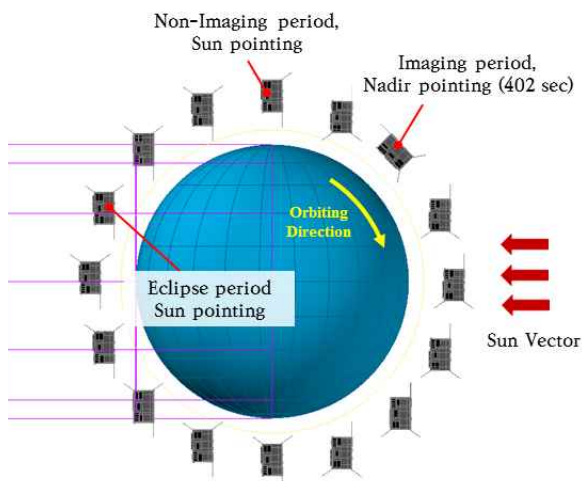 Non-Imaging period,
Sun pointing
Imaging period,
Nadir pointing (402 sec)
Orbiting
Direction
Eclipse period
Sun pointing
Sun Vector